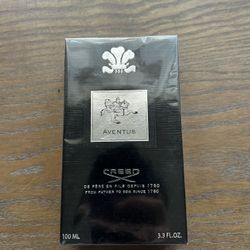 AVENTUS
CREED
DE PÈRE EN FILS DEPUIS 1760
FROM FATHER TO SON SINCE 1760
100 ML 3.3 FL.OZ.